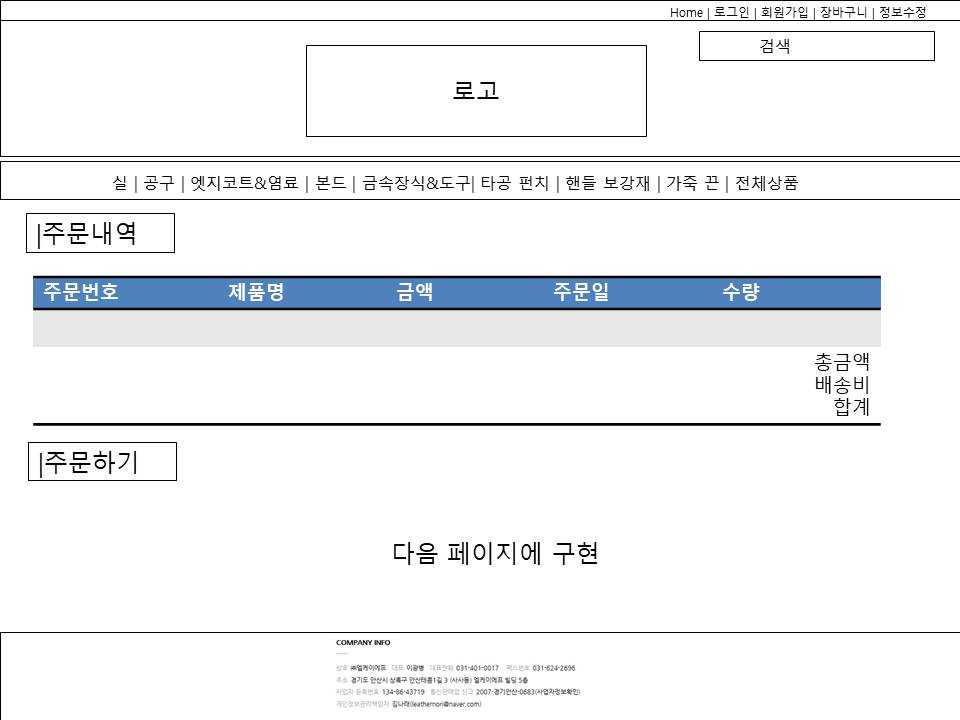 Home | 로그인 | 회원가입 | 장바구니 | 정보수정
검색
로고
실 | 공구 | 엣지코트&염료 | 본드 | 금속장식&도구| 타공 펀치 | 핸들 보강재 | 가죽 끈 | 전체상품
|주문내역
주문번호 제품명 금액 주문일 수량
총금액
배송비
합계
|주문하기
다음 페이지에 구현
COMPANY INFO
상호 ㈜엘케이에프 대표 이광병 대표전화 031-401-0017 팩스번호 031-624-2696
주소 경기도 안산시 상록구 안산테콤1길 3 (사사동) 엘케이에프 빌딩 5층
사업자 등록번호 134-86-43719 통신판매업 신고 2007-경기안산-0683(사업자정보확인)
개인정보관리책임자 김나래(leathernori@naver.com)